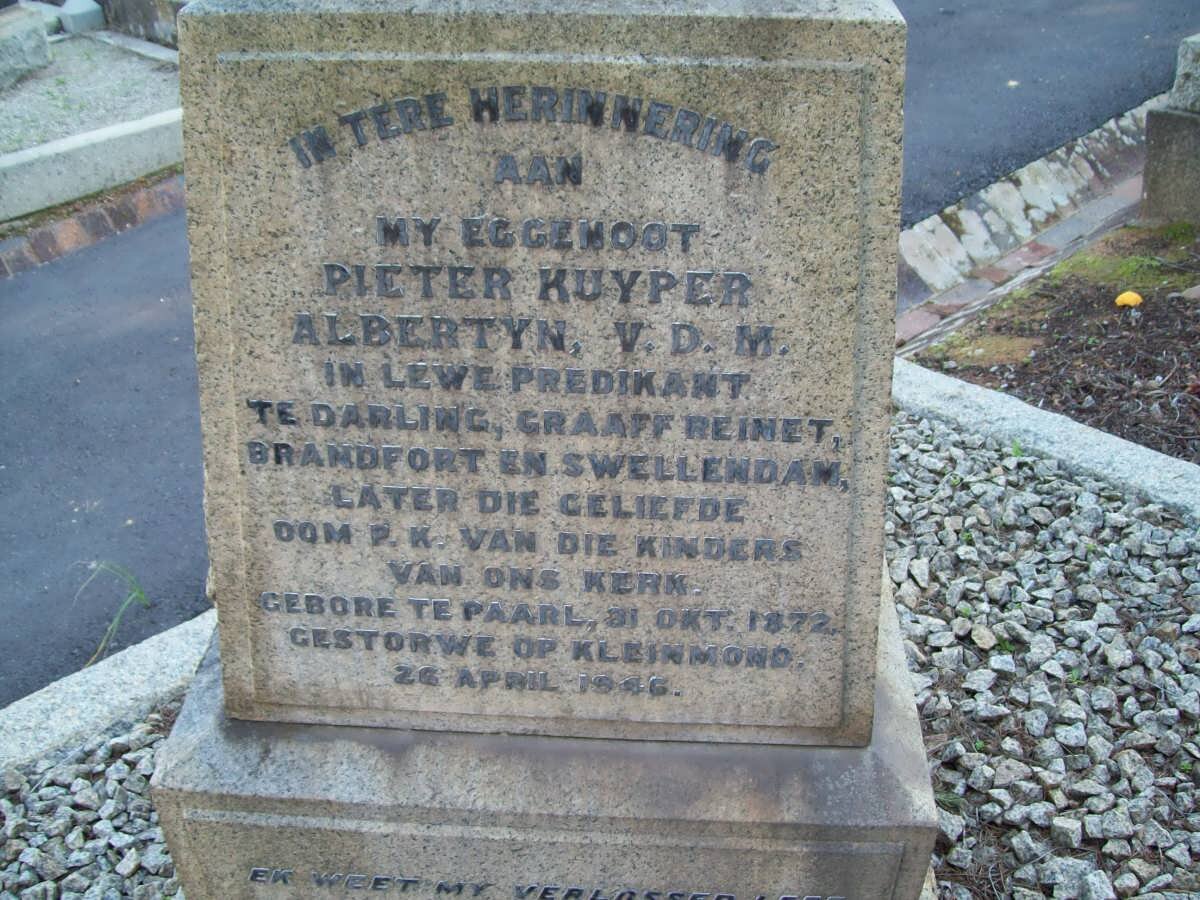 IN TERE HERINNERING
AAN
MY EGGENOOT
PIETER KUYPER
ALBERTYN, V. D. M.
IN LEWE PREDIKANT
TE DARLING, GRAAFF REINET,
BRANDFORT EN SWELLENDAM,
LATER DIE GELIEFDE
OOM P. K. VAN DIE KINDERS
VAN ONS KERK.
GEBORE TE PAARL, 31 OKT. 1872.
GESTORWE OP KLEINMOND.
26 APRIL 1946.
EK WEET MY VERLOSSER LEEF